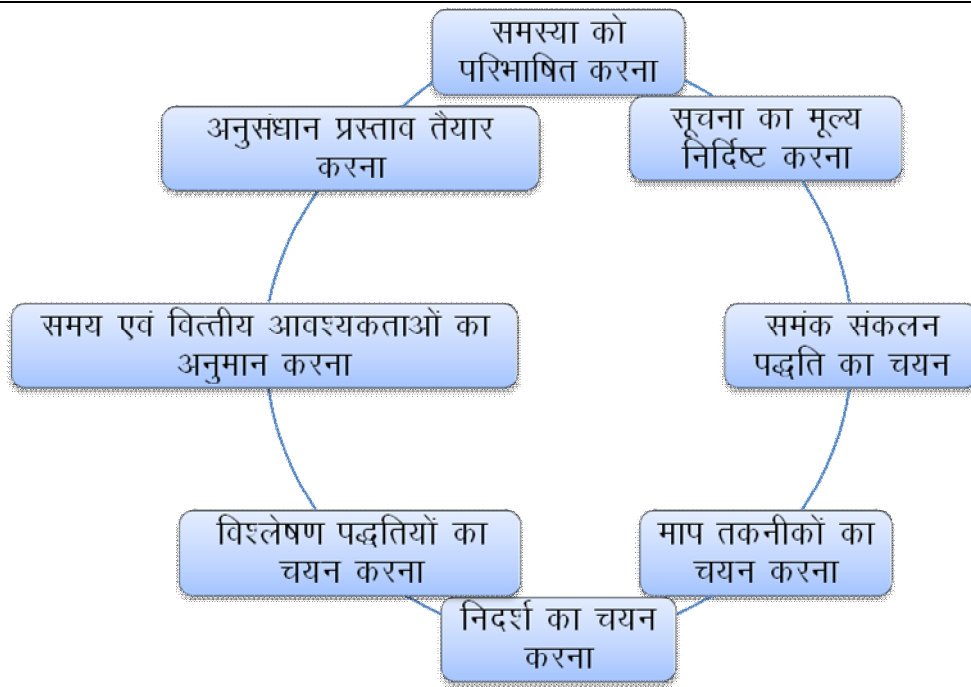 समस्या को
परिभाषित करना
सूचना का मूल्य
निर्दिष्ट करना
समंक संकलन
पद्धति का चयन
माप तकनीकों का
चयन करना
निदर्श का चयन
करना
विश्लेषण पद्धतियों का
चयन करना
समय एवं वित्तीय आवश्यकताओं का
अनुमान करना
अनुसंधान प्रस्ताव तैयार
करना